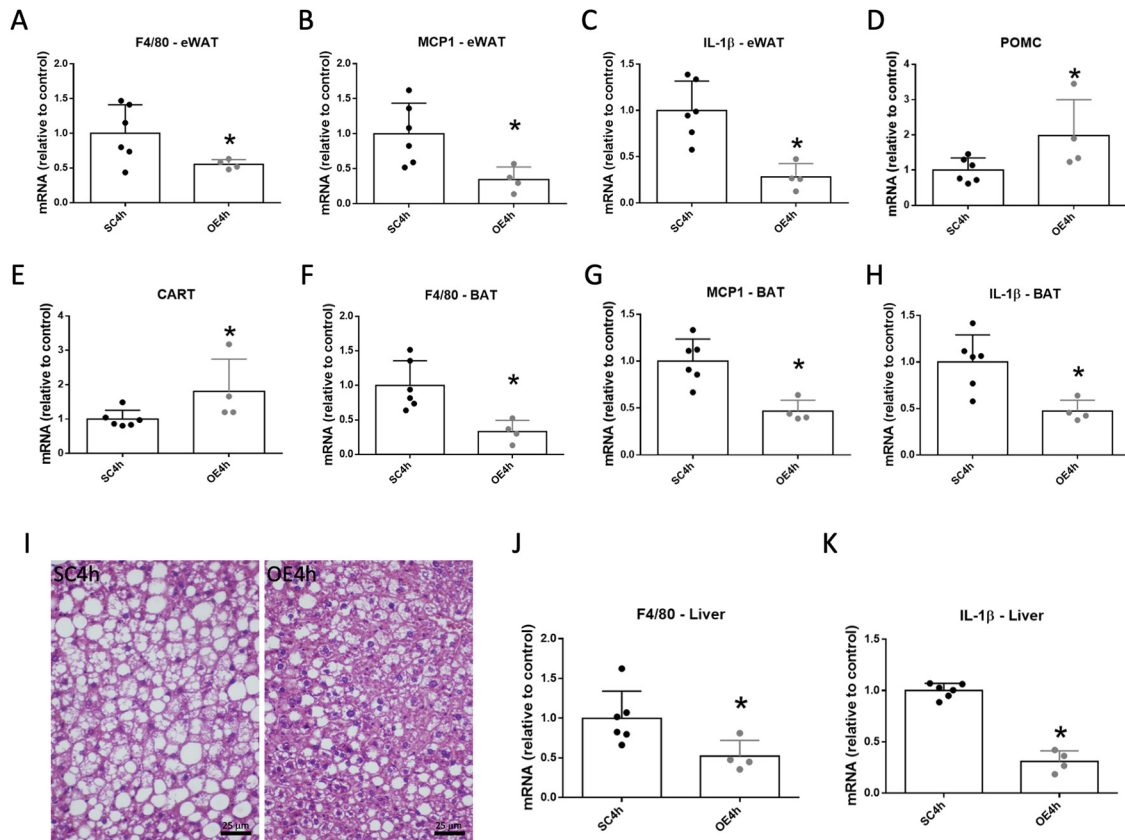 A
F4/80 - eWAT
mRNA (relative to control)
2.0
1.5
1.0
0.5
0.0
SC4h
OE4h
*
B
MCP1 - eWAT
mRNA (relative to control)
2.0
1.5
1.0
0.5
0.0
SC4h
OE4h
*
C
IL-1β - eWAT
mRNA (relative to control)
1.5
1.0
0.5
0.0
SC4h
OE4h
*
D
POMC
mRNA (relative to control)
4
3
2
1
0
SC4h
OE4h
*
E
CART
mRNA (relative to control)
4
3
2
1
0
SC4h
OE4h
*
F
F4/80 - BAT
mRNA (relative to control)
2.0
1.5
1.0
0.5
0.0
SC4h
OE4h
*
G
MCP1 - BAT
mRNA (relative to control)
1.5
1.0
0.5
0.0
SC4h
OE4h
*
H
IL-1β - BAT
mRNA (relative to control)
1.5
1.0
0.5
0.0
SC4h
OE4h
*
I
SC4h
25 µm
OE4h
25 µm
J
F4/80 - Liver
mRNA (relative to control)
2.0
1.5
1.0
0.5
0.0
SC4h
OE4h
*
K
IL-1β - Liver
mRNA (relative to control)
1.5
1.0
0.5
0.0
SC4h
OE4h
*